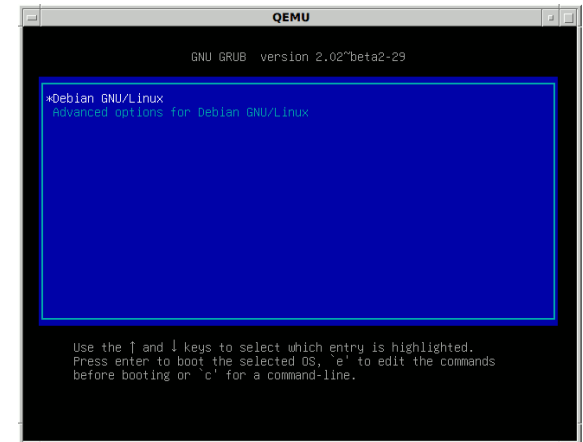 QEMU
GNU GRUB  version 2.02~beta2-29
*Debian GNU/Linux
Advanced options for Debian GNU/Linux
Use the ↑ and ↓ keys to select which entry is highlighted.
Press enter to boot the selected OS, `e' to edit the commands
before booting or `c' for a command-line.